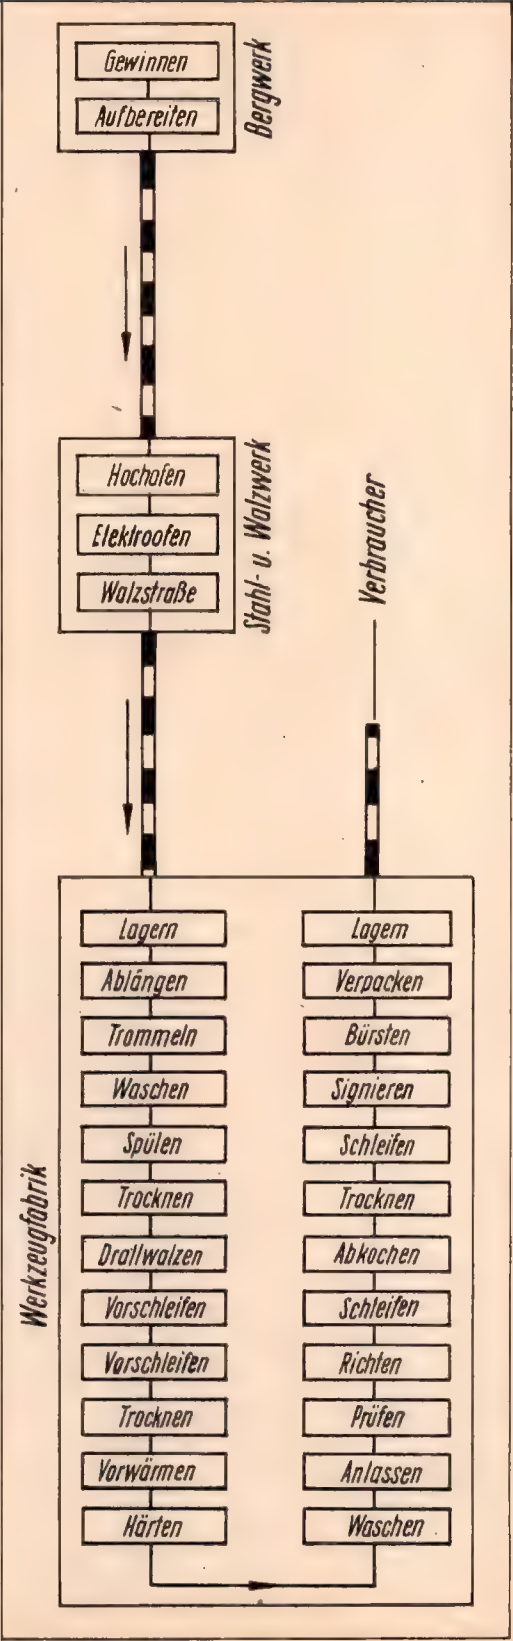 Gewinnen
Aufbereiten
Bergwerk
Hochofen
Elektroofen
Walzstraße
Stahl- u. Walzwerk
Verbraucher
Werkzeugfabrik
Lagern
Ablängen
Trommeln
Waschen
Spülen
Trocknen
Drallwalzen
Vorschleifen
Vorschleifen
Trocknen
Vorwärmen
Härten
Lagern
Verpacken
Bürsten
Signieren
Schleifen
Trocknen
Abkochen
Schleifen
Richten
Prüfen
Anlassen
Waschen